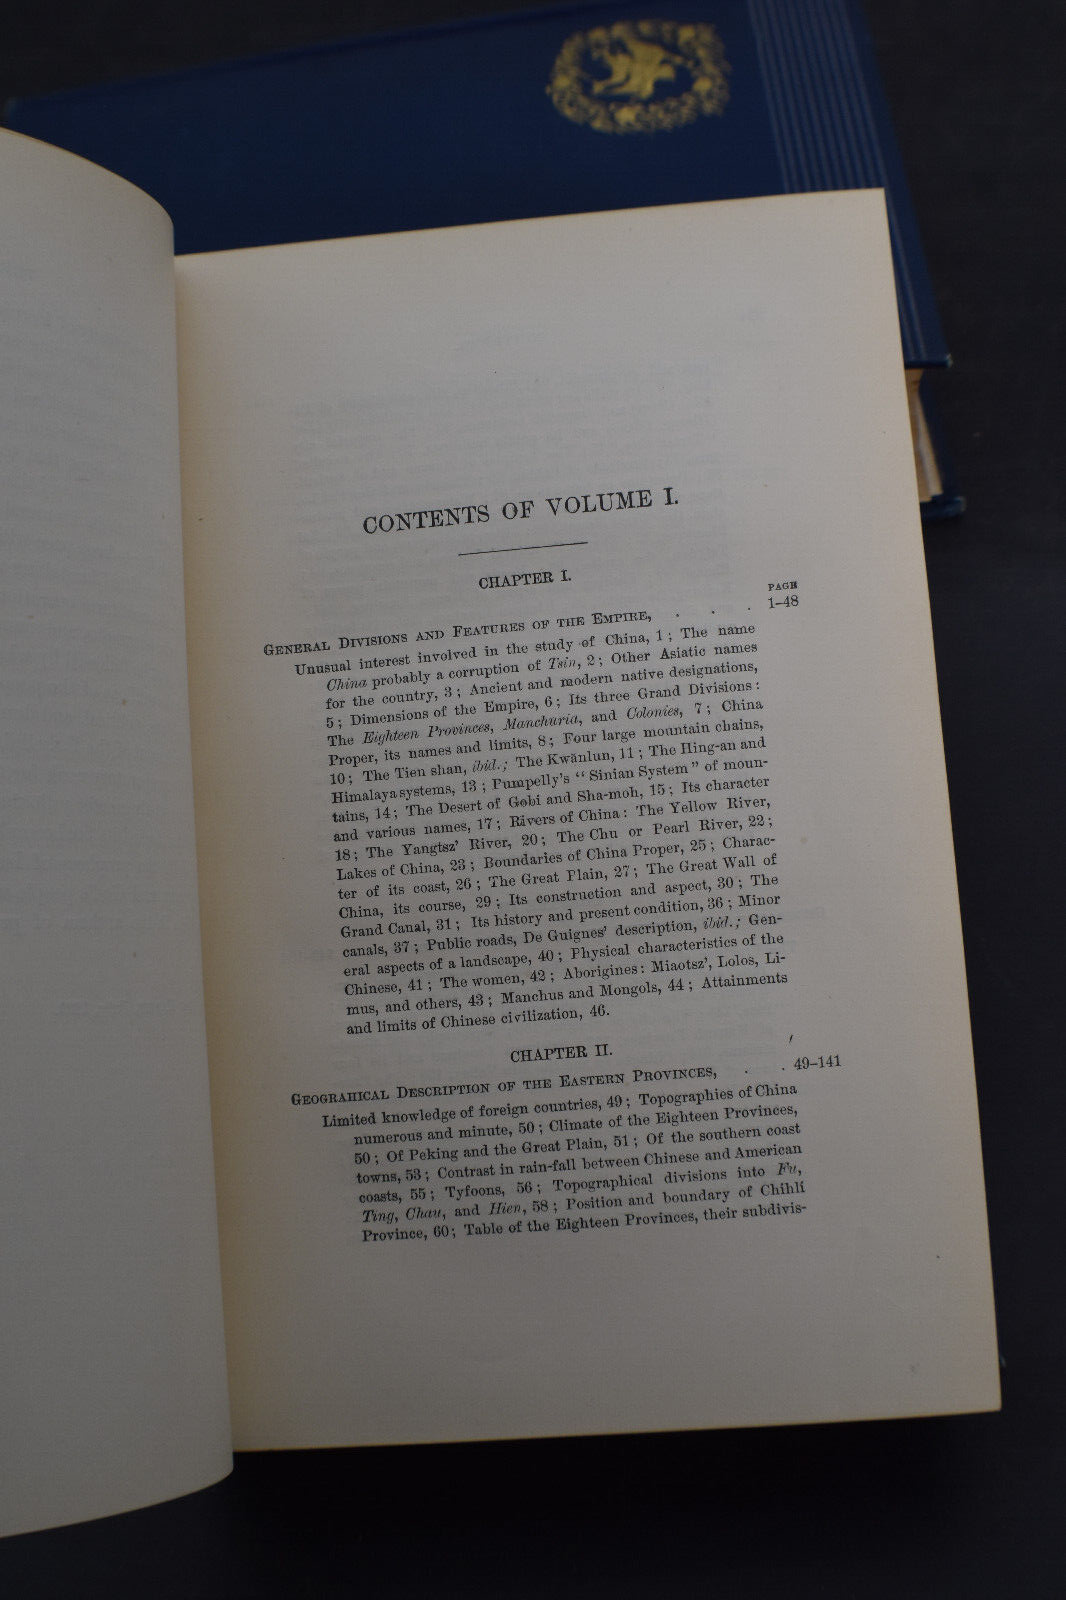 CONTENTS OF VOLUME I.
CHAPTER I.
PAGE
GENERAL DIVISIONS AND FEATURES OF THE EMPIRE, . . . 1–48
Unusual interest involved in the study of China, 1; The name
China probably a corruption of Tsin, 2; Other Asiatic names
for the country, 3; Ancient and modern native designations,
5; Dimensions of the Empire, 6; Its three Grand Divisions:
The Eighteen Provinces, Manchuria, and Colonies, 7; China
Proper, its names and limits, 8; Four large mountain chains,
10; The Tien shan, ibid.; The Kwănlun, 11; The Hing-an and
Himalaya systems, 13; Pumpelly's "Sinian System" of moun-
tains, 14; The Desert of Gobi and Sha-moh, 15; Its character
and various names, 17; Rivers of China: The Yellow River,
18; The Yangtsz' River, 20; The Chu or Pearl River, 22;
Lakes of China, 23; Boundaries of China Proper, 25; Charac-
ter of its coast, 26; The Great Plain, 27; The Great Wall of
China, its course, 29; Its construction and aspect, 30; The
Grand Canal, 31; Its history and present condition, 36; Minor
canals, 37; Public roads, De Guignes' description, ibid.; Gen-
eral aspects of a landscape, 40; Physical characteristics of the
Chinese, 41; The women, 42; Aborigines: Miaotsz', Lolos, Li-
mus, and others, 43; Manchus and Mongols, 44; Attainments
and limits of Chinese civilization, 46.
CHAPTER II.
GEOGRAHICAL DESCRIPTION OF THE EASTERN PROVINCES, . . 49–141
Limited knowledge of foreign countries, 49; Topographies of China
numerous and minute, 50; Climate of the Eighteen Provinces,
50; Of Peking and the Great Plain, 51; Of the southern coast
towns, 53; Contrast in rain-fall between Chinese and American
coasts, 55; Tyfoons, 56; Topographical divisions into Fu,
Ting, Chau, and Hien, 58; Position and boundary of Chihlí
Province, 60; Table of the Eighteen Provinces, their subdivis-